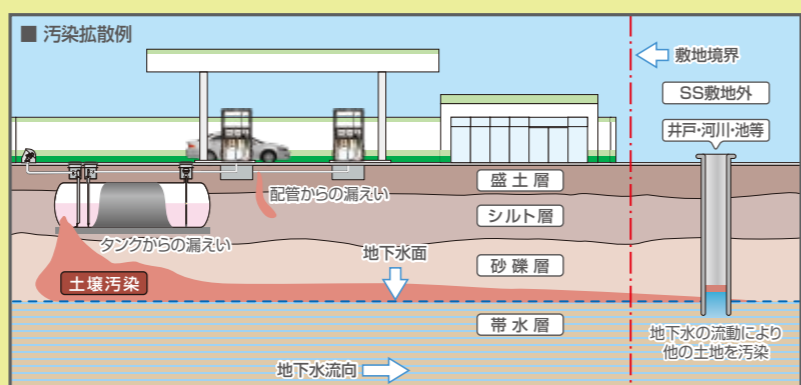 ■ 汚染拡散例
敷地境界
SS敷地外
井戸・河川・池等
盛土層
配管からの漏えい
シルト層
タンクからの漏えい
地下水面
砂礫層
土壌汚染
帯水層
地下水の流動により
他の土地を汚染
地下水流向